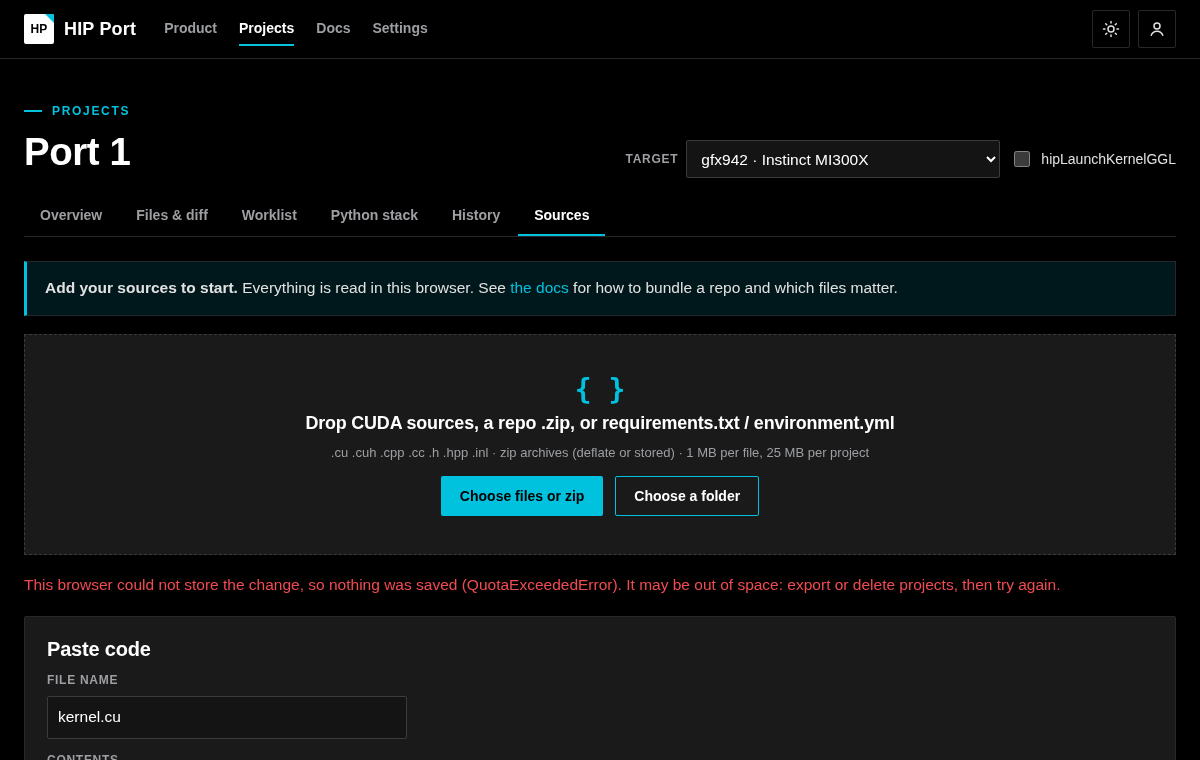 HP HIP Port Product Projects Docs Settings
PROJECTS
Port 1
TARGET gfx942 · Instinct MI300X hipLaunchKernelGGL
Overview Files & diff Worklist Python stack History Sources
Add your sources to start. Everything is read in this browser. See the docs for how to bundle a repo and which files matter.
{ }
Drop CUDA sources, a repo .zip, or requirements.txt / environment.yml
.cu .cuh .cpp .cc .h .hpp .inl · zip archives (deflate or stored) · 1 MB per file, 25 MB per project
Choose files or zip Choose a folder
This browser could not store the change, so nothing was saved (QuotaExceededError). It may be out of space: export or delete projects, then try again.
Paste code
FILE NAME
kernel.cu
CONTENTS